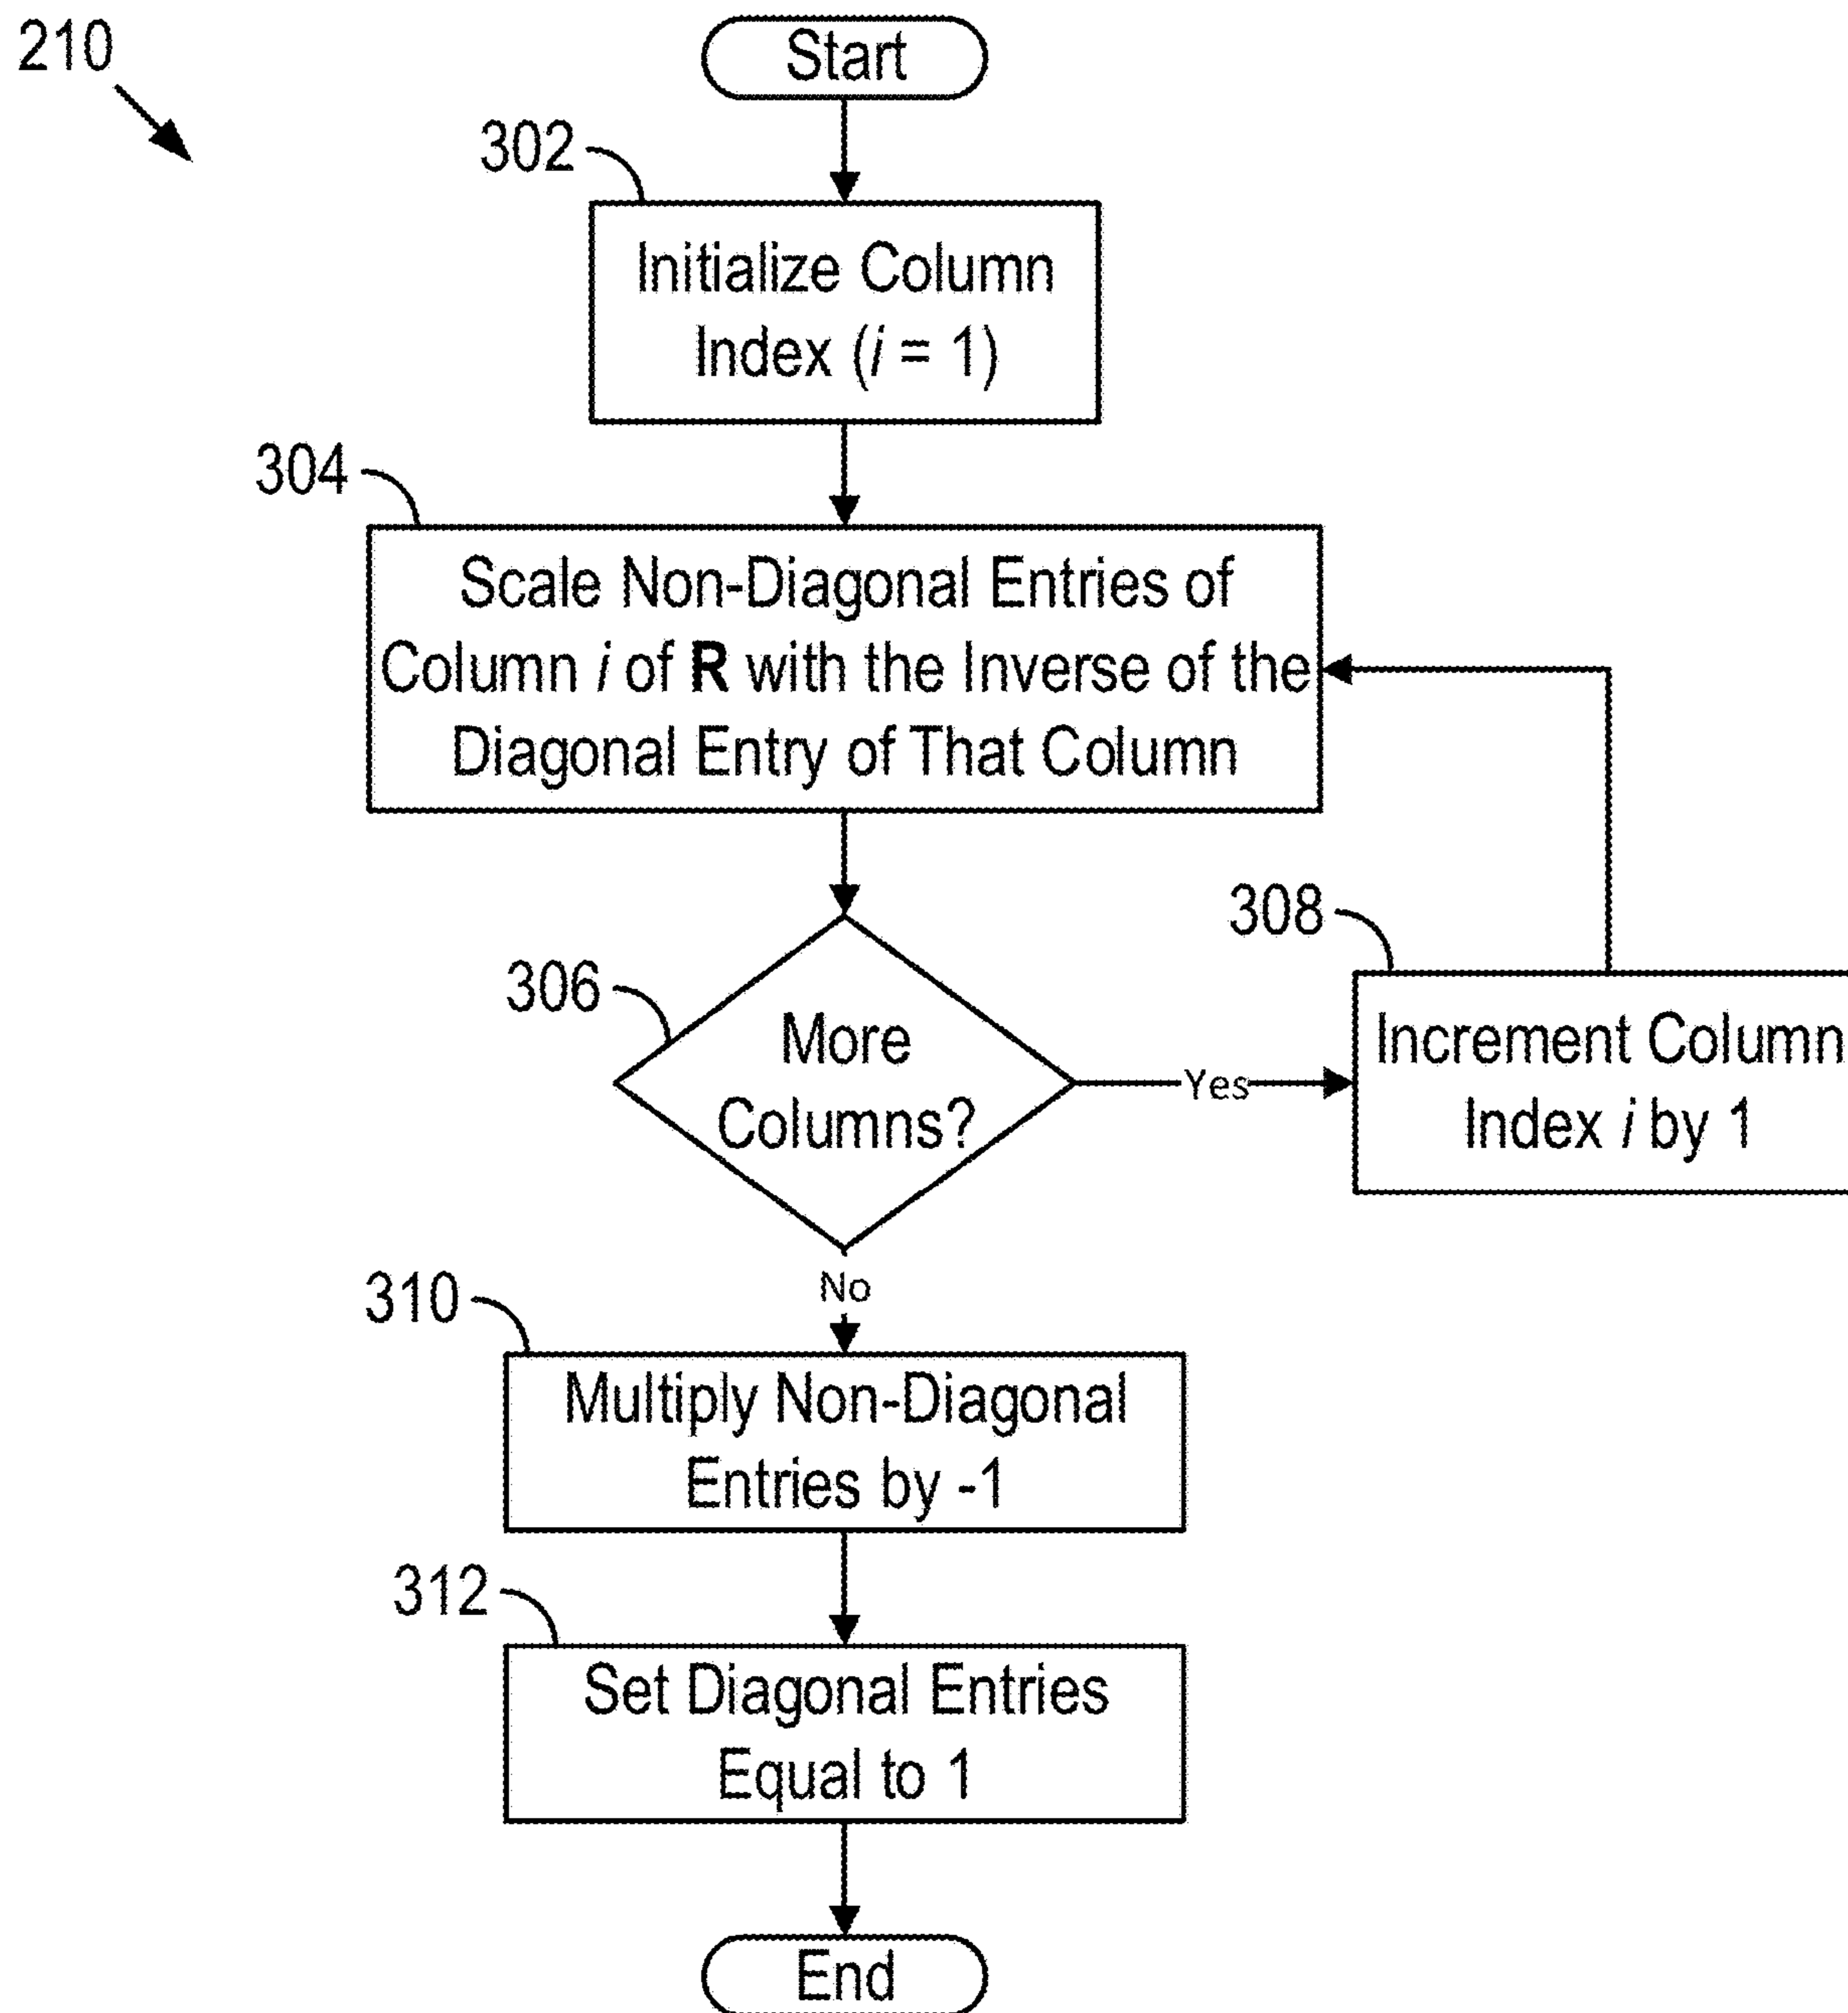 210
Start
302
Initialize Column
Index (i = 1)
304
Scale Non-Diagonal Entries of
Column i of R with the Inverse of the
Diagonal Entry of That Column
306
More
Columns?
Yes
308
Increment Column
Index i by 1
No
310
Multiply Non-Diagonal
Entries by -1
312
Set Diagonal Entries
Equal to 1
End